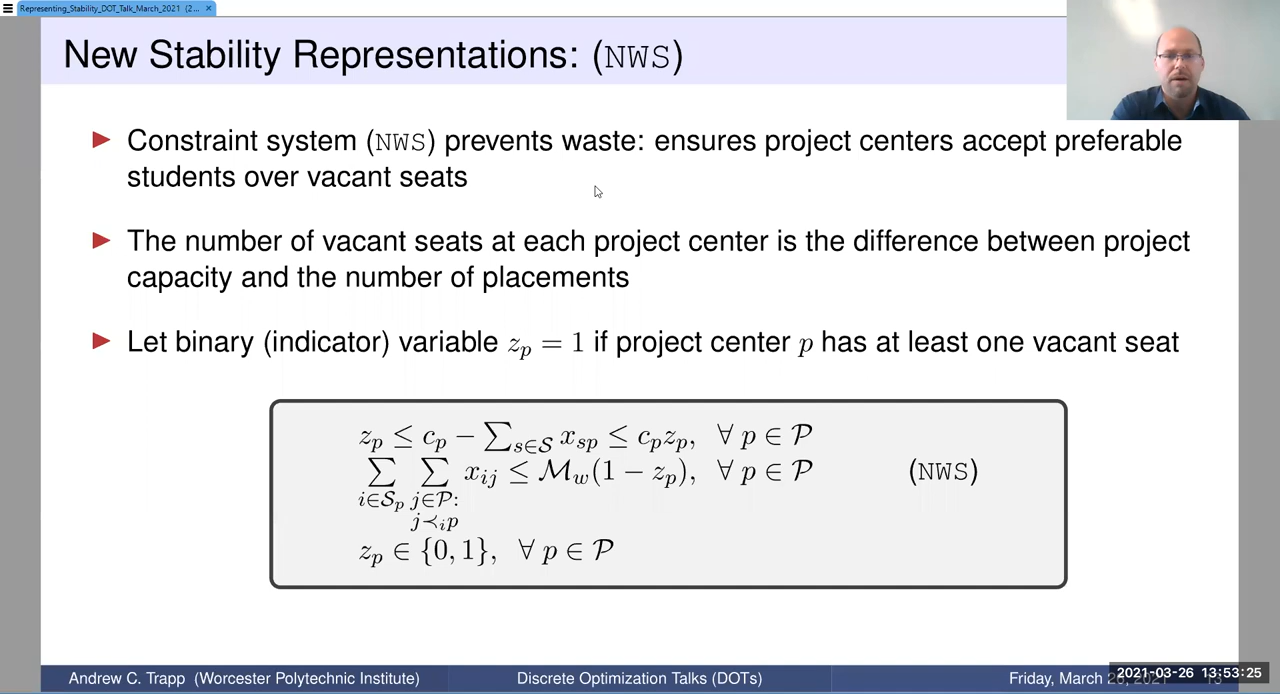 Representing_Stability_DOT_Talk_March_2021 (2... ×
New Stability Representations: (NWS)
Constraint system (NWS) prevents waste: ensures project centers accept preferable
students over vacant seats
The number of vacant seats at each project center is the difference between project
capacity and the number of placements
Let binary (indicator) variable z_p = 1 if project center p has at least one vacant seat
z_p ≤ c_p − ∑_{s∈𝒮} x_{sp} ≤ c_p z_p, ∀ p ∈ 𝒫
∑_{i∈𝒮_p} ∑_{j∈𝒫: j≺_i p} x_{ij} ≤ ℳ_w(1 − z_p), ∀ p ∈ 𝒫 (NWS)
z_p ∈ {0, 1}, ∀ p ∈ 𝒫
Andrew C. Trapp (Worcester Polytechnic Institute) Discrete Optimization Talks (DOTs) Friday, March
2021-03-26 13:53:25